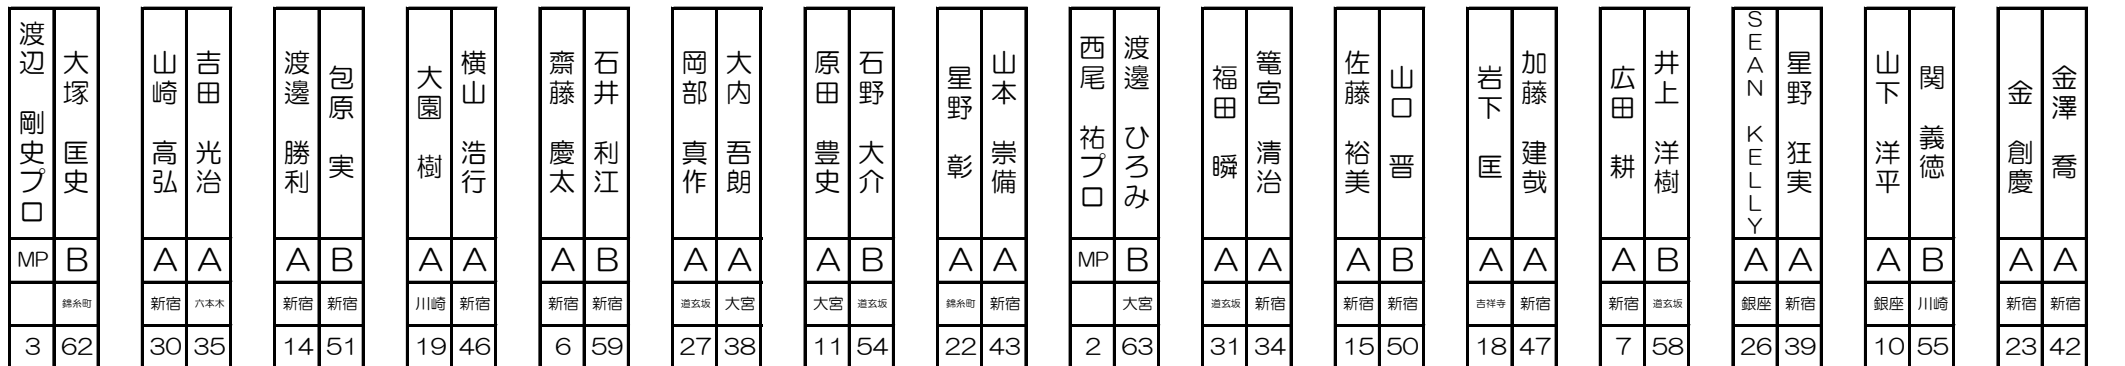 渡辺 剛史プロ 大塚 匡史 山崎 高弘 吉田 光治 渡邊 勝利 包原 実 大園 樹 横山 浩行 齋藤 慶太 石井 利江 岡部 真作 大内 吾朗 原田 豊史 石野 大介 星野 彰 山本 崇備 西尾 祐プロ 渡邊 ひろみ 福田 瞬 篭宮 清治 佐藤 裕美 山口 晋 岩下 匡 加藤 建哉 広田 耕 井上 洋樹 SEAN KELLY 星野 狂実 山下 洋平 関 義徳 金 創慶 金澤 喬
MP B A A A B A A A B A A A B A A MP B A A A B A A A B A A A B A A
錦糸町 新宿 六本木 新宿 新宿 川崎 新宿 新宿 新宿 道玄坂 大宮 大宮 道玄坂 錦糸町 新宿 大宮 道玄坂 新宿 新宿 新宿 吉祥寺 新宿 新宿 道玄坂 銀座 新宿 銀座 川崎 新宿 新宿
3 62 30 35 14 51 19 46 6 59 27 38 11 54 22 43 2 63 31 34 15 50 18 47 7 58 26 39 10 55 23 42